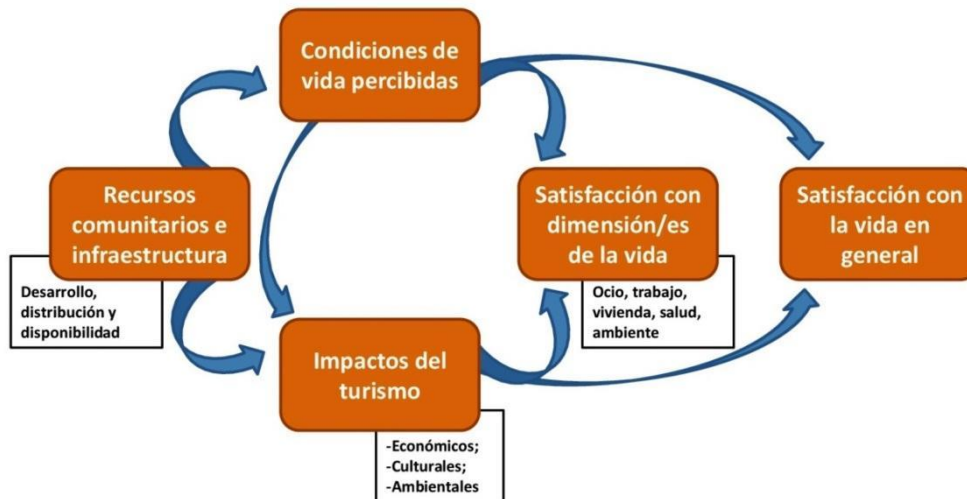 Condiciones de
vida percibidas
Recursos
comunitarios e
infraestructura
Desarrollo,
distribución y
disponibilidad
Satisfacción con
dimensión/es
de la vida
Ocio, trabajo,
vivienda, salud,
ambiente
Satisfacción con
la vida en
general
Impactos del
turismo
-Económicos;
-Culturales;
-Ambientales